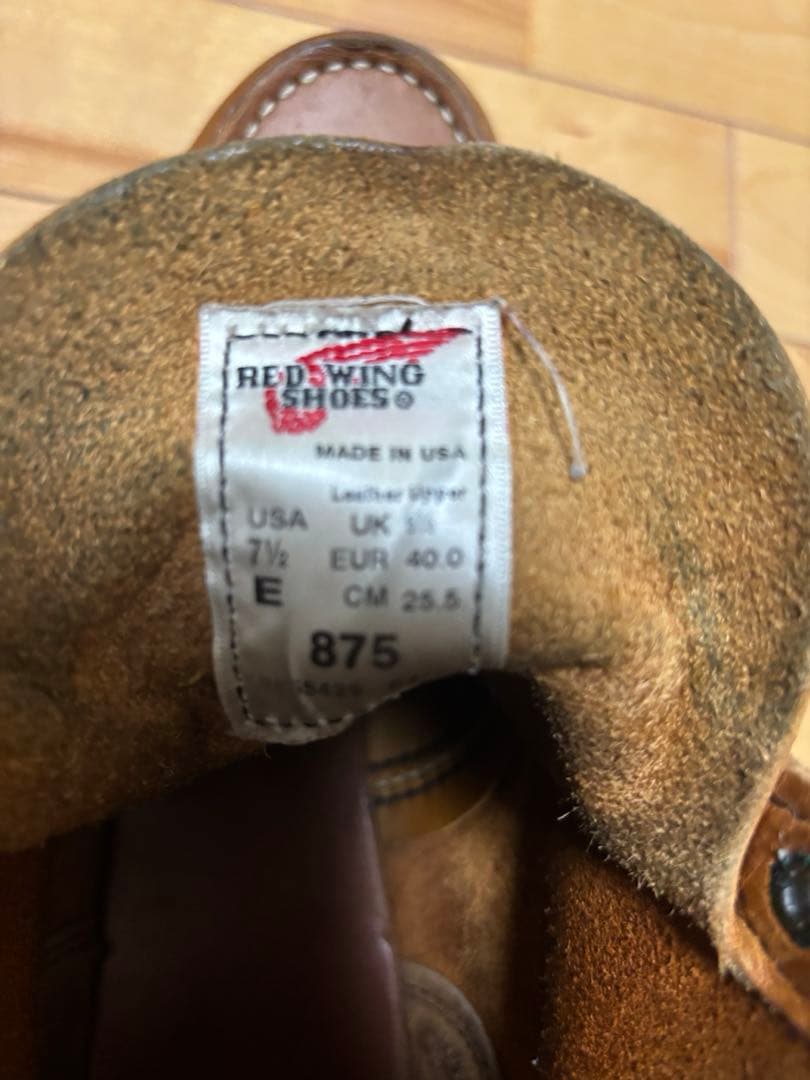 RED WING
SHOES®
MADE IN USA
Leather Upper
USA UK
7½ EUR 40.0
E CM 25.5
875